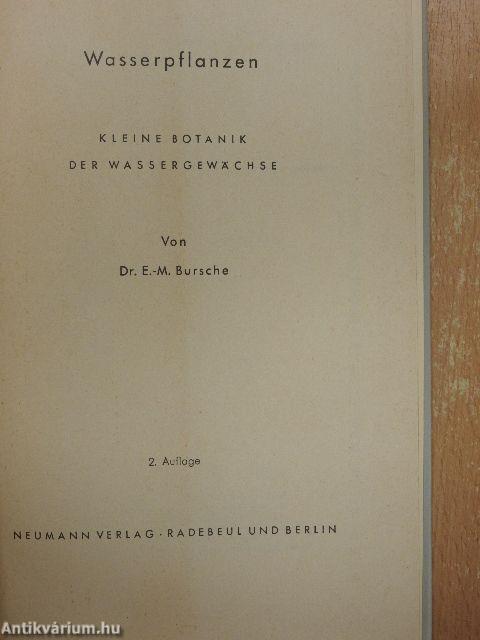 Wasserpflanzen
KLEINE BOTANIK
DER WASSERGEWÄCHSE
Von
Dr. E.-M. Bursche
2. Auflage
NEUMANN VERLAG · RADEBEUL UND BERLIN
Antikvárium.hu